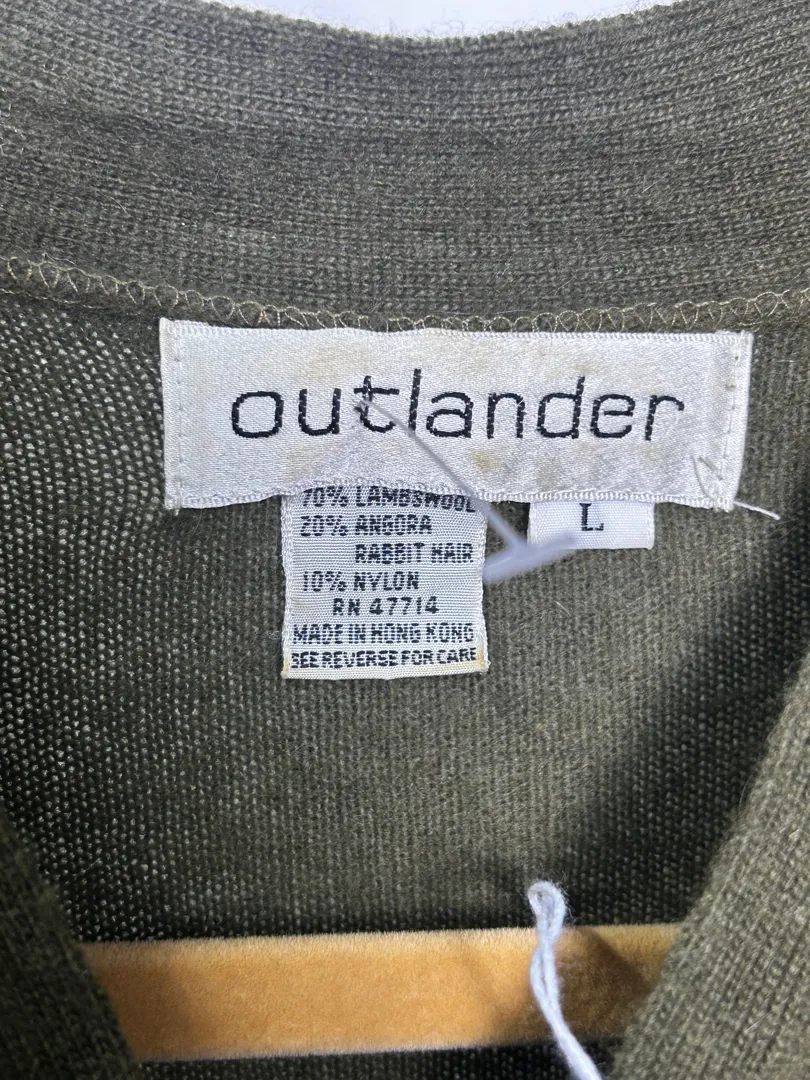 outlander
70% LAMBSWOOL
20% ANGORA
RABBIT HAIR
10% NYLON
RN 47714
MADE IN HONG KONG
SEE REVERSE FOR CARE
L